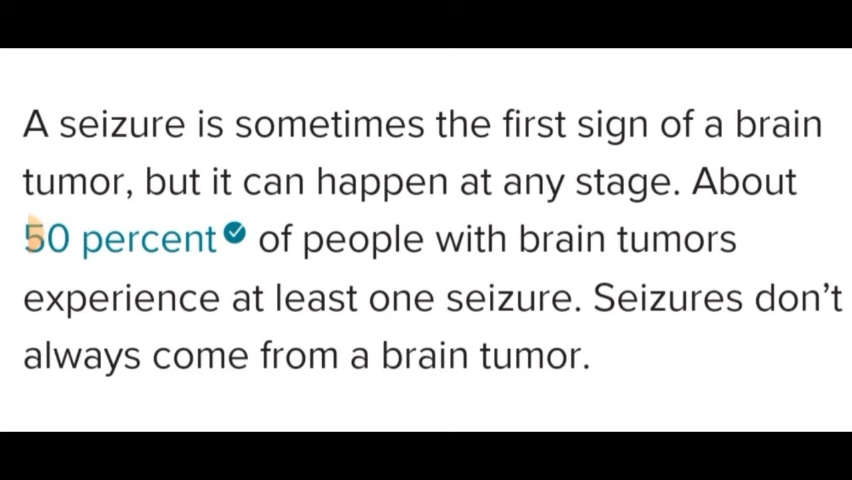 A seizure is sometimes the first sign of a brain
tumor, but it can happen at any stage. About
50 percent of people with brain tumors
experience at least one seizure. Seizures don’t
always come from a brain tumor.